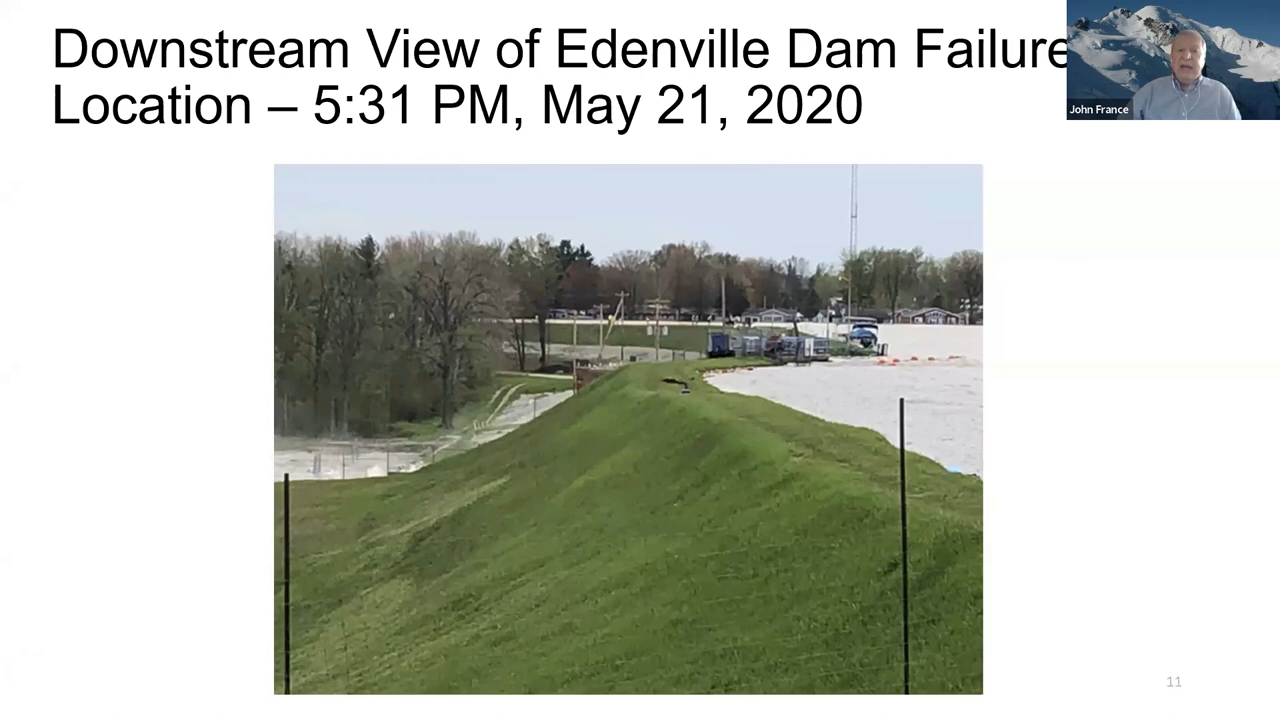 Downstream View of Edenville Dam Failure
Location – 5:31 PM, May 21, 2020
John France
11